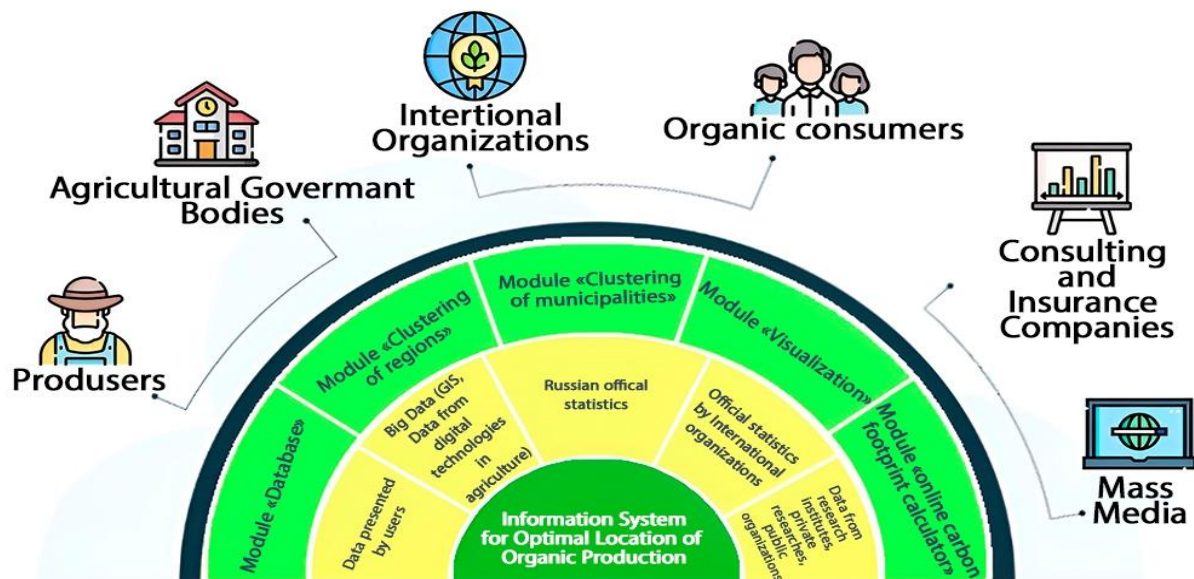 Intertional
Organizations
Organic consumers
Agricultural Govermant
Bodies
Consulting
and
Insurance
Companies
Produsers
Mass
Media
Module «Database»
Module «Clustering
of regions»
Module «Clustering
of municipalities»
Module «Visualization»
Module «online carbon
footprint calculator»
Data presented
by users
Big Data (GIS,
Data from
digital
technologies
in
agriculture)
Russian offical
statistics
Official statistics
by International
organizations
Data from
research
institutes,
private
researches,
public
organizations
Information System
for Optimal Location of
Organic Production